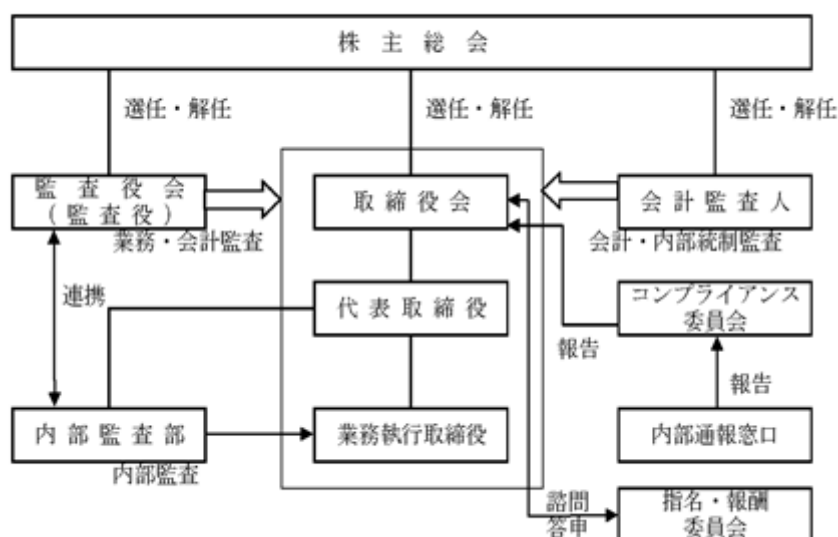 株主総会
選任・解任
選任・解任
選任・解任
監査役会
(監査役)
取締役会
会計監査人
業務・会計監査
会計・内部統制監査
連携
代表取締役
コンプライアンス
委員会
報告
報告
内部監査部
業務執行取締役
内部通報窓口
内部監査
諮問
答申
指名・報酬
委員会